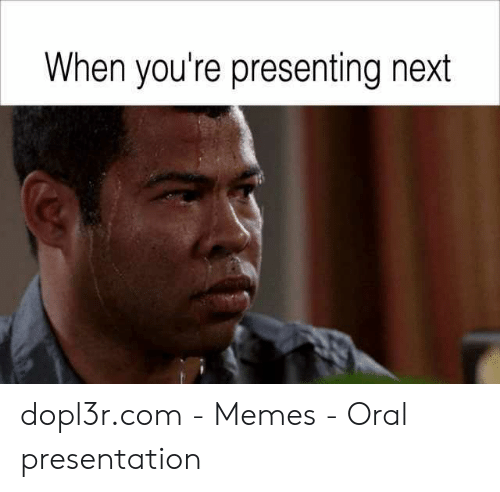 When you're presenting next
dopl3r.com - Memes - Oral
presentation